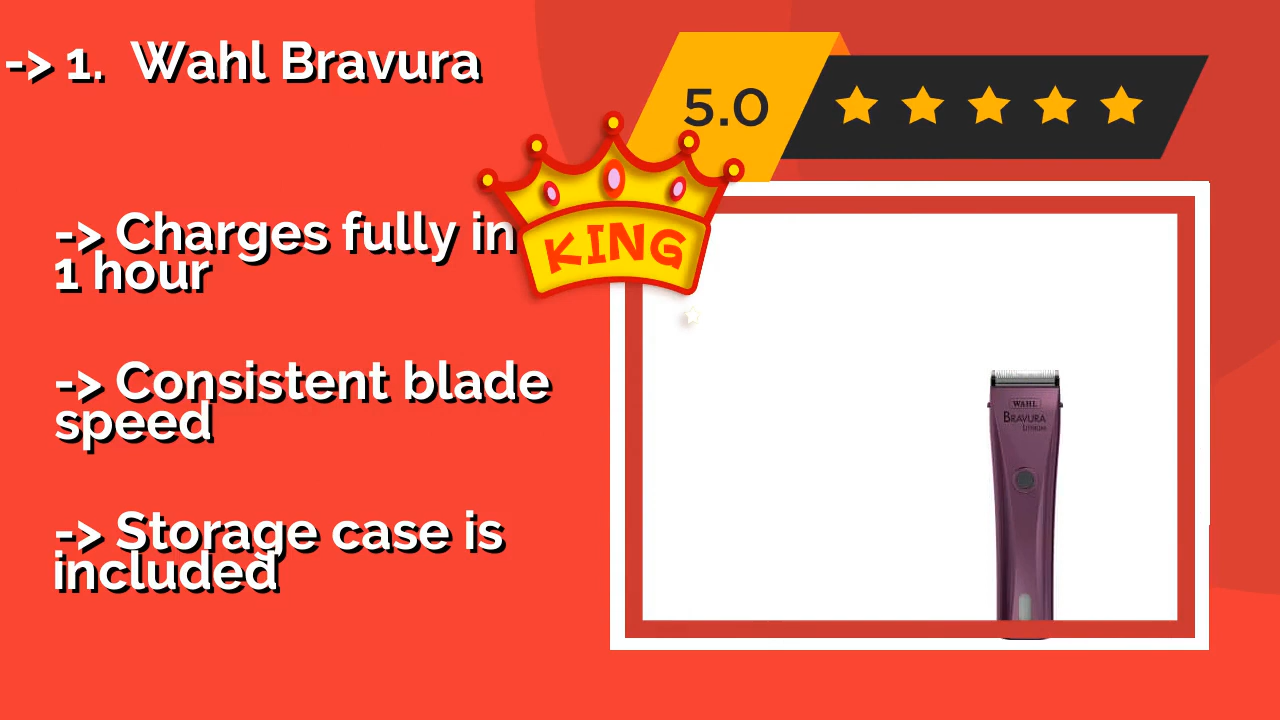 -> 1. Wahl Bravura
5.0
KING
-> Charges fully in
1 hour
-> Consistent blade
speed
-> Storage case is
included
WAHL
BRAVURA
LITHIUM